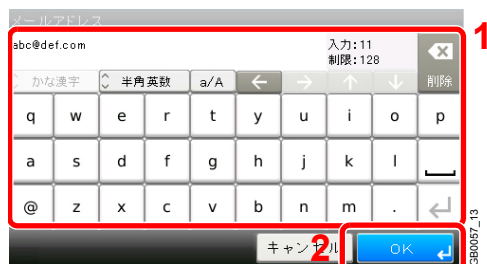 メールアドレス
1
abc@def.com
入力:11
制限:128
かな漢字 半角英数 a/A ← → ↑ ↓ 削除
q w e r t y u i o p
a s d f g h j k l
@ z x c v b n m .
キャンセル 2 OK
GB0057_13